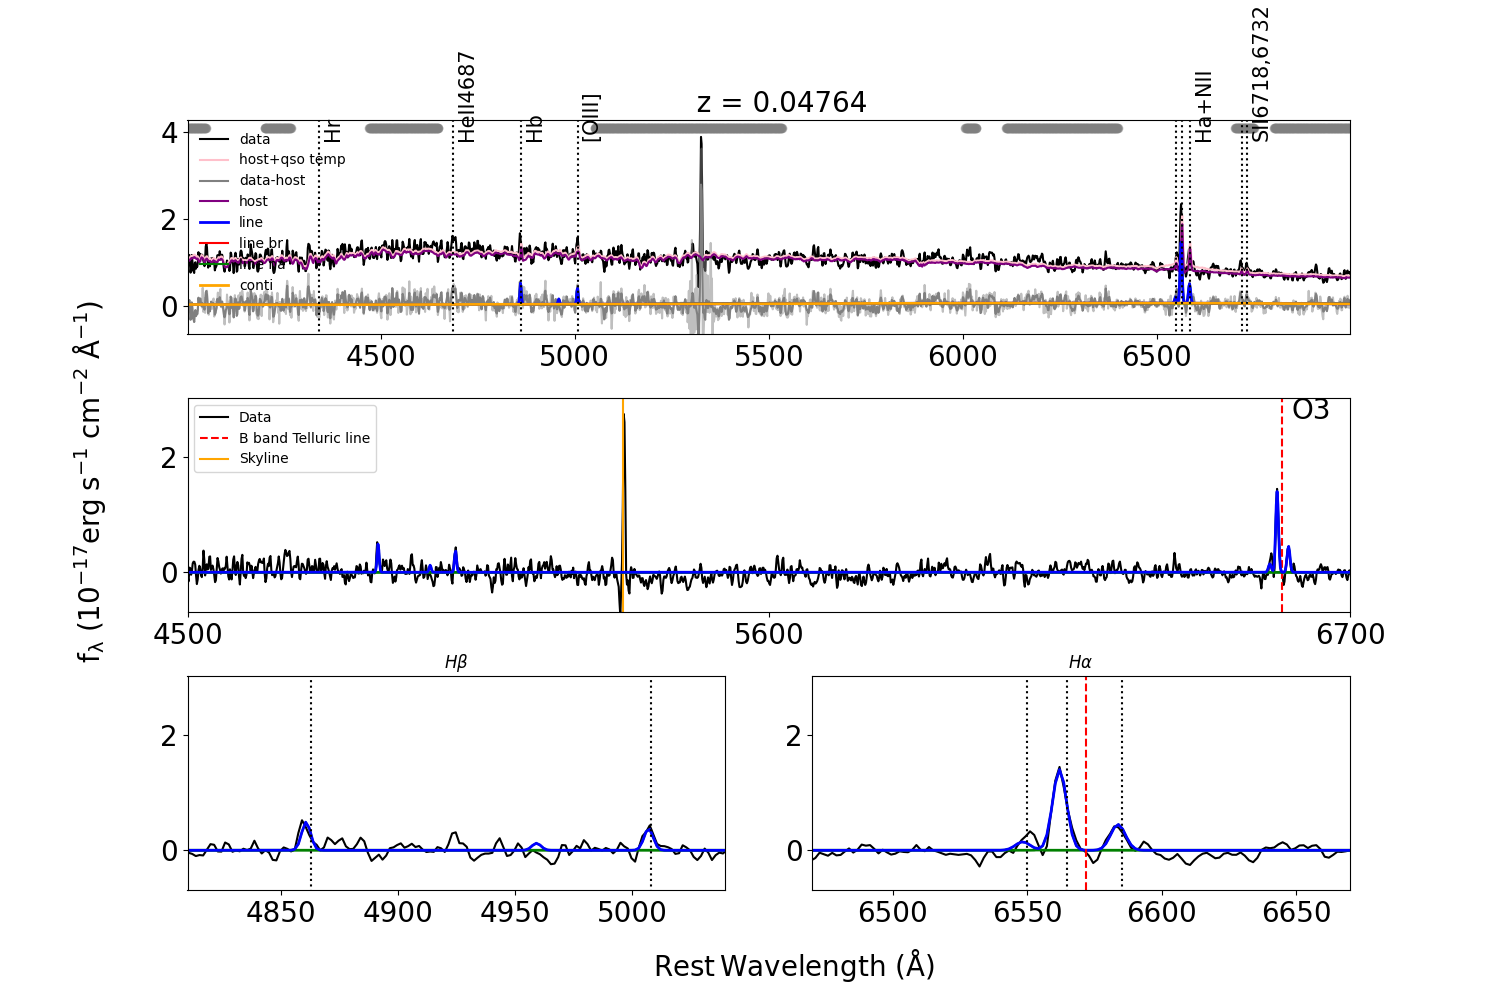 z = 0.04764
Hr
HeII4687
Hb
[OIII]
Ha+NII
SII6718,6732
data
host+qso temp
data-host
host
line
line br
conti
4
2
0
4500
5000
5500
6000
6500
fλ (10⁻¹⁷erg s⁻¹ cm⁻² Å⁻¹)
Data
B band Telluric line
Skyline
O3
2
0
4500
5600
6700
Hβ
2
0
4850
4900
4950
5000
Hα
2
0
6500
6550
6600
6650
Rest Wavelength (Å)